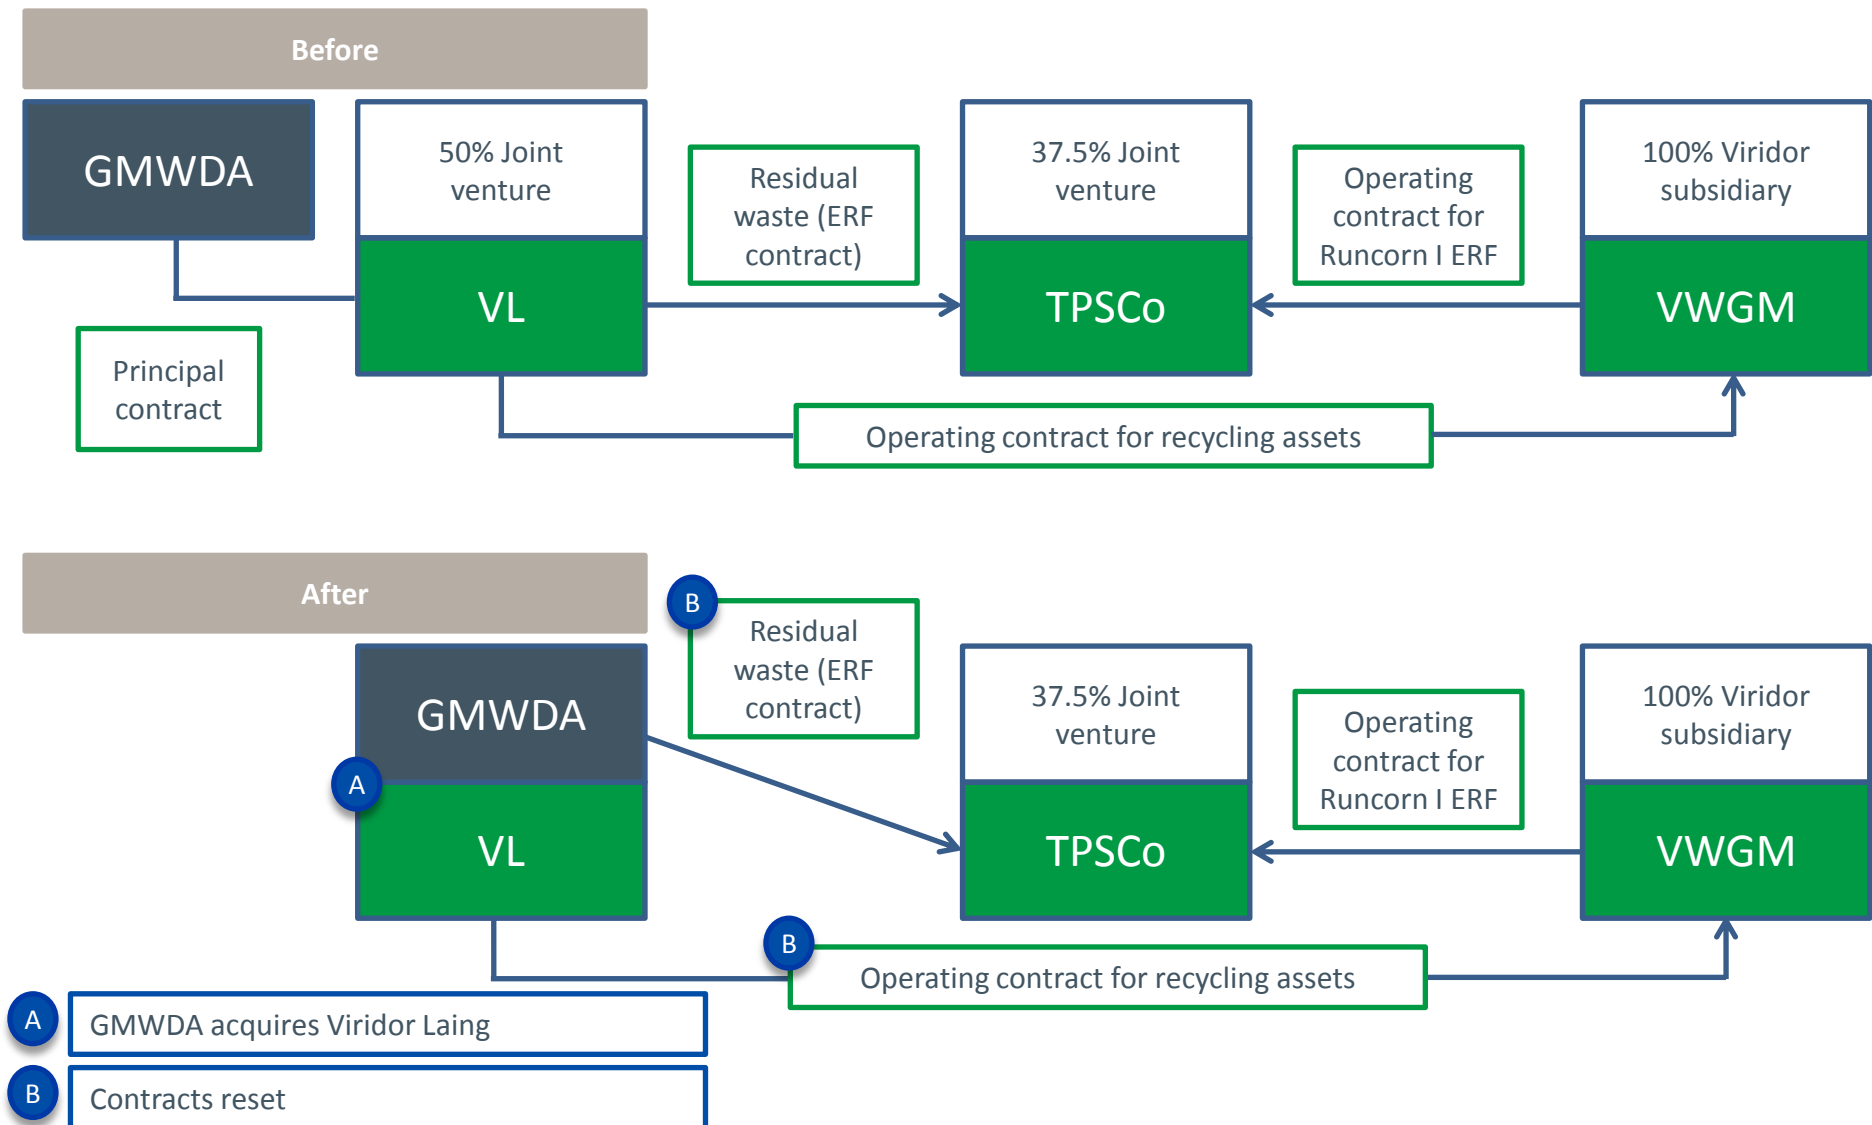 Before
GMWDA
50% Joint
venture
VL
Principal
contract
Residual
waste (ERF
contract)
37.5% Joint
venture
TPSCo
Operating
contract for
Runcorn I ERF
100% Viridor
subsidiary
VWGM
Operating contract for recycling assets
After
GMWDA
A
VL
B
Residual
waste (ERF
contract)
37.5% Joint
venture
TPSCo
Operating
contract for
Runcorn I ERF
100% Viridor
subsidiary
VWGM
B
Operating contract for recycling assets
A
GMWDA acquires Viridor Laing
B
Contracts reset